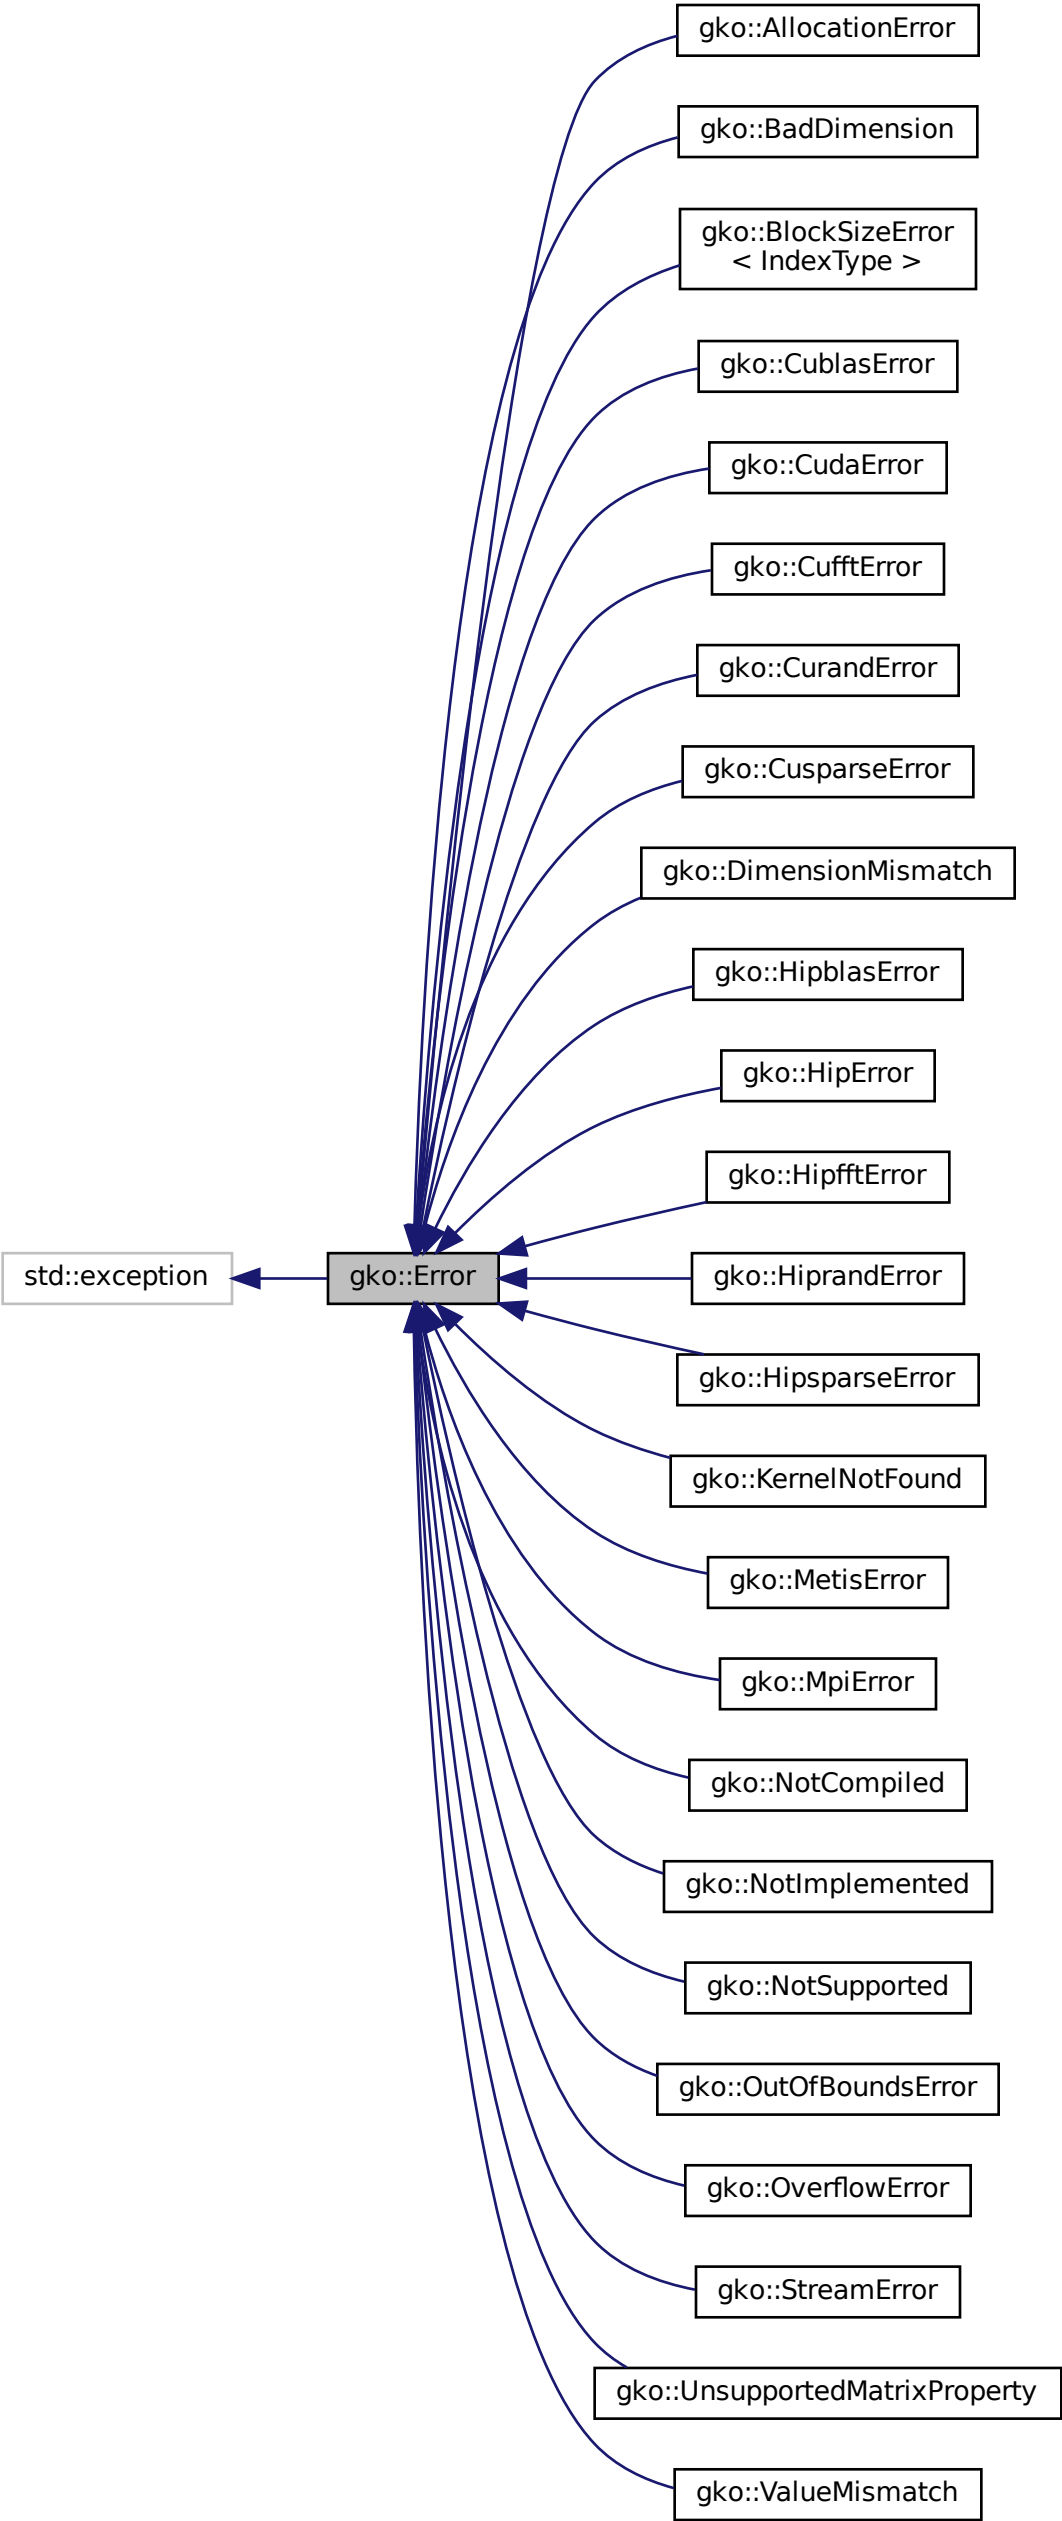 gko::AllocationError
gko::BadDimension
gko::BlockSizeError
< IndexType >
gko::CublasError
gko::CudaError
gko::CufftError
gko::CurandError
gko::CusparseError
gko::DimensionMismatch
gko::HipblasError
gko::HipError
gko::HipfftError
std::exception
gko::Error
gko::HiprandError
gko::HipsparseError
gko::KernelNotFound
gko::MetisError
gko::MpiError
gko::NotCompiled
gko::NotImplemented
gko::NotSupported
gko::OutOfBoundsError
gko::OverflowError
gko::StreamError
gko::UnsupportedMatrixProperty
gko::ValueMismatch